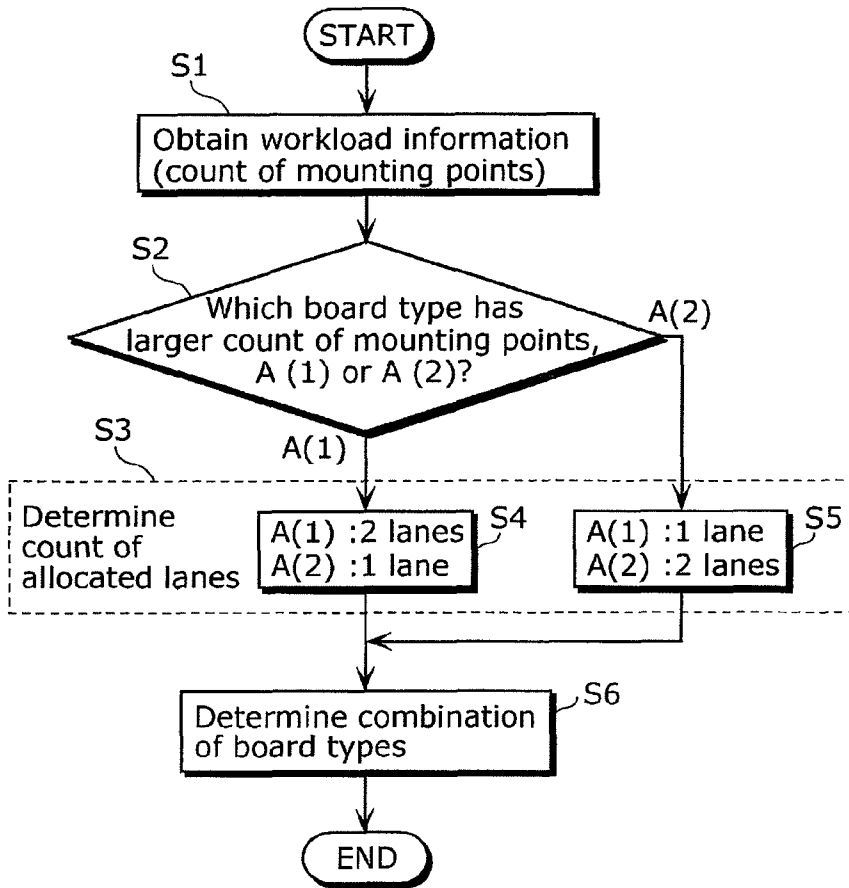 START
S1
Obtain workload information
(count of mounting points)
S2
Which board type has
larger count of mounting points,
A (1) or A (2)?
A(2)
A(1)
S3
Determine
count of
allocated lanes
A(1) :2 lanes
A(2) :1 lane
S4
A(1) :1 lane
A(2) :2 lanes
S5
Determine combination
of board types
S6
END